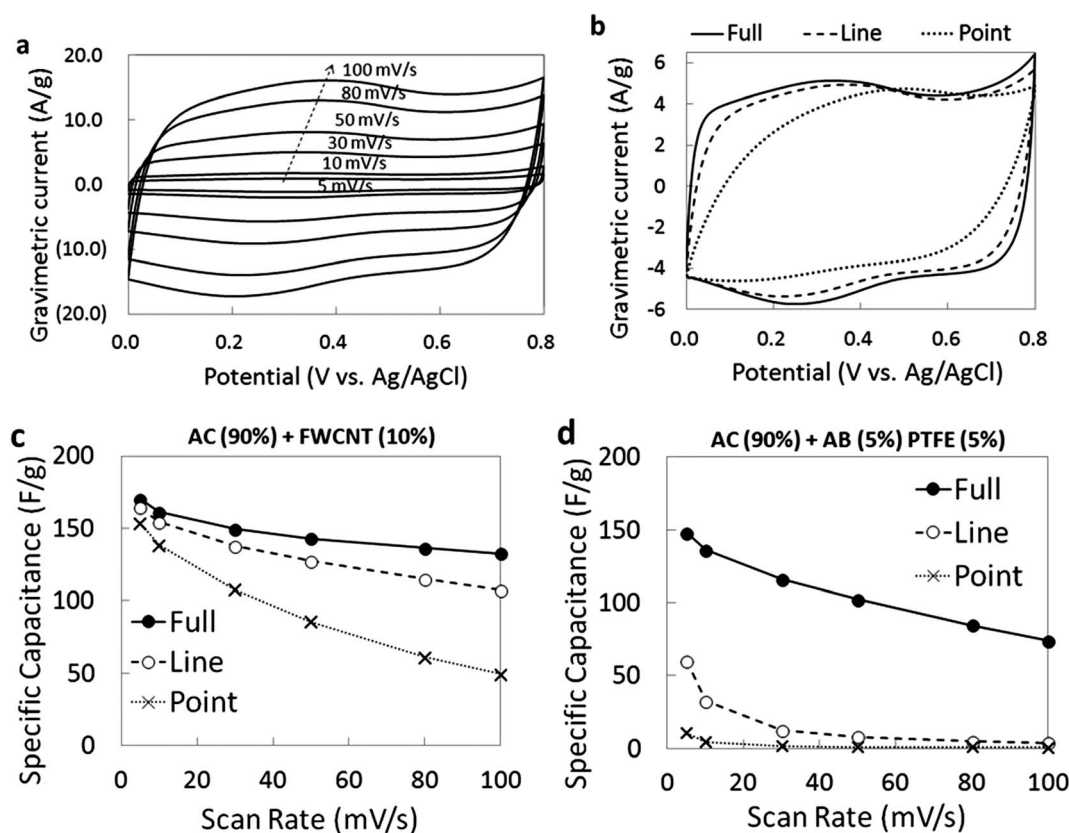 a
20.0
10.0
0.0
(10.0)
(20.0)
Gravimetric current (A/g)
100 mV/s
80 mV/s
50 mV/s
30 mV/s
10 mV/s
5 mV/s
0.0 0.2 0.4 0.6 0.8
Potential (V vs. Ag/AgCl)
b
Full Line Point
6
4
2
0
-2
-4
-6
Gravimetric current (A/g)
0.0 0.2 0.4 0.6 0.8
Potential (V vs. Ag/AgCl)
c
AC (90%) + FWCNT (10%)
200
150
100
50
0
Specific Capacitance (F/g)
Full
Line
Point
0 20 40 60 80 100
Scan Rate (mV/s)
d
AC (90%) + AB (5%) PTFE (5%)
200
150
100
50
0
Specific Capacitance (F/g)
Full
Line
Point
0 20 40 60 80 100
Scan Rate (mV/s)